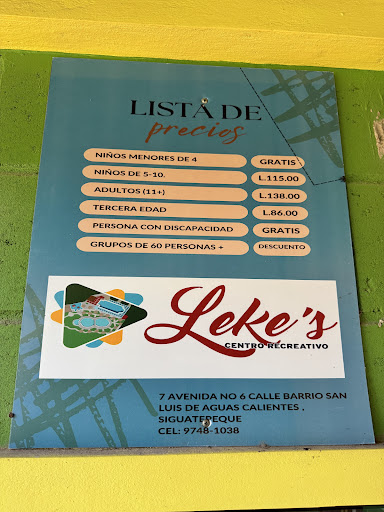 LISTA DE
precios
NIÑOS MENORES DE 4 GRATIS
NIÑOS DE 5-10. L.115.00
ADULTOS (11+) L.138.00
TERCERA EDAD L.86.00
PERSONA CON DISCAPACIDAD GRATIS
GRUPOS DE 60 PERSONAS + DESCUENTO
Leke's
CENTRO RECREATIVO
7 AVENIDA NO 6 CALLE BARRIO SAN
LUIS DE AGUAS CALIENTES ,
SIGUATEPEQUE
CEL: 9748-1038